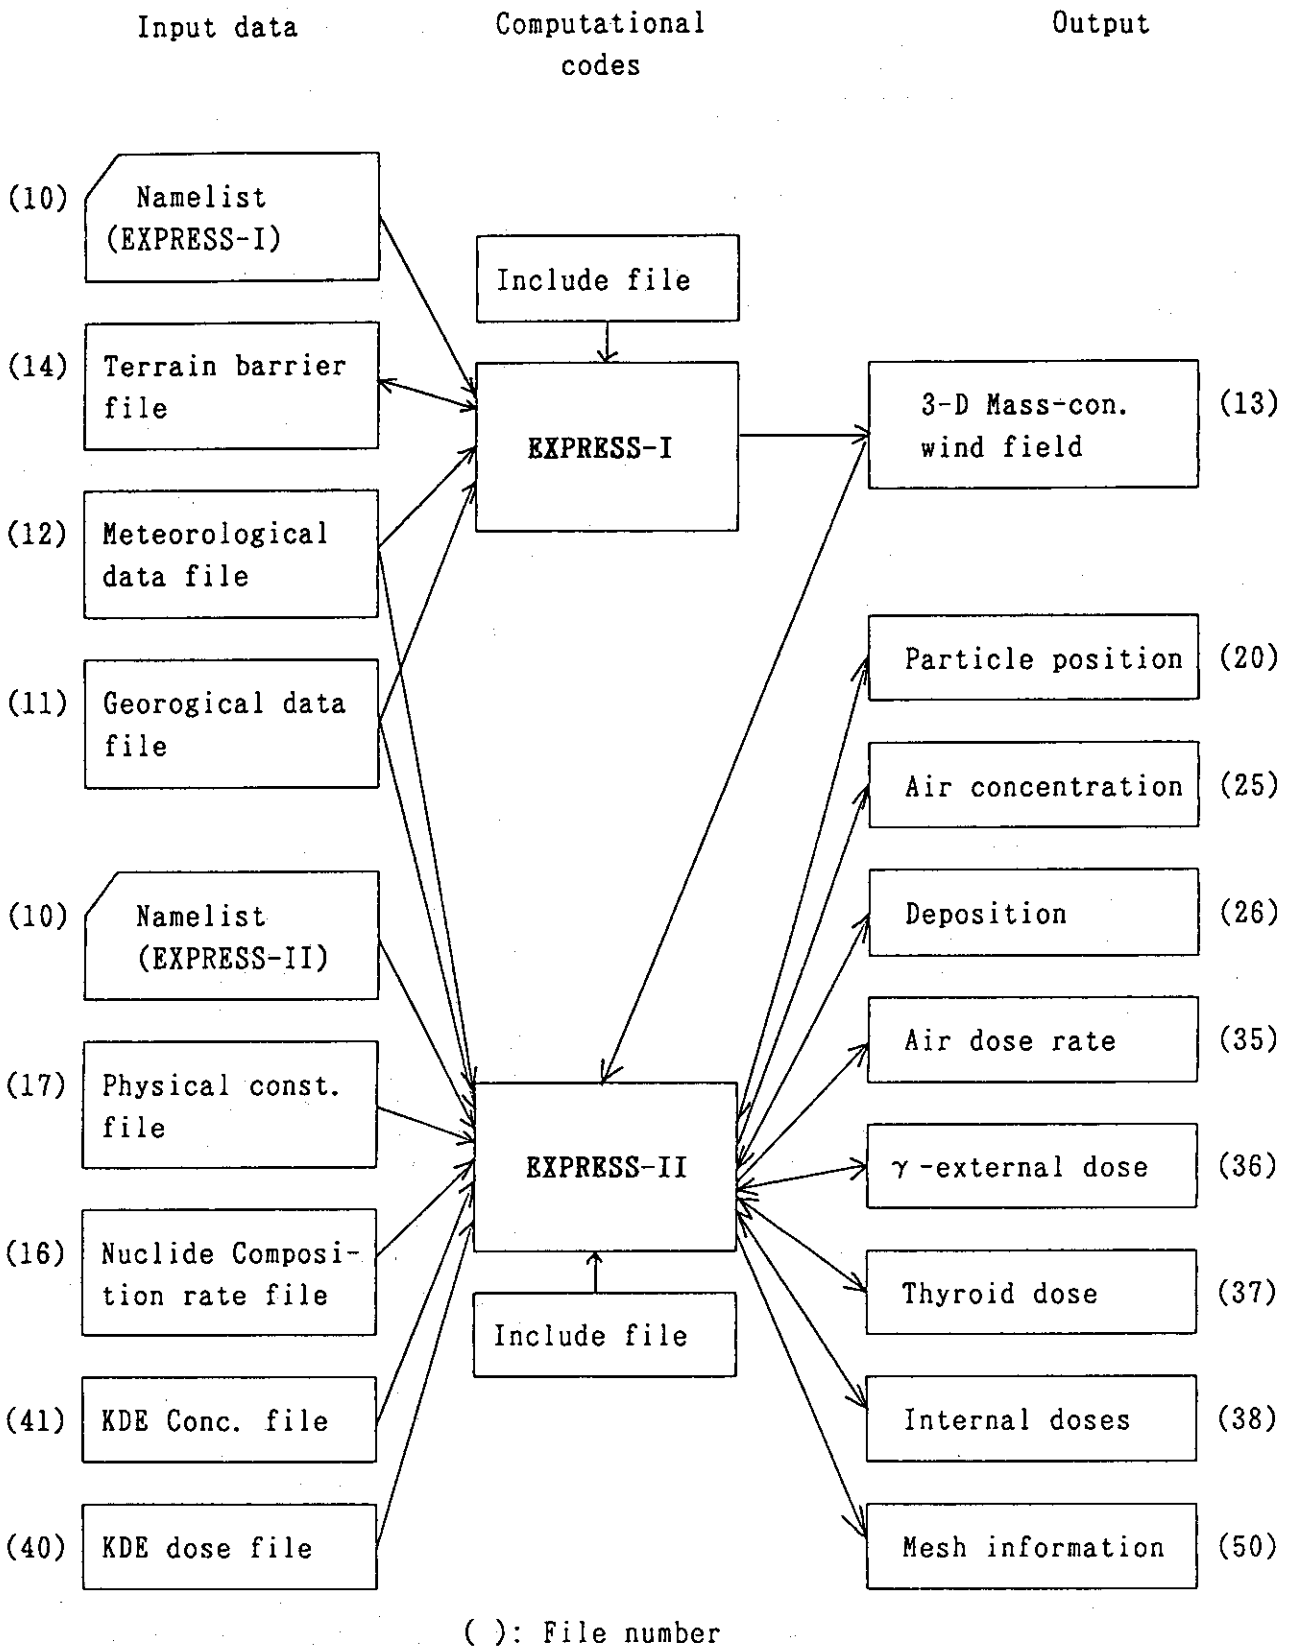 Input data
Computational
codes
Output
(10)
Namelist
(EXPRESS-I)
(14)
Terrain barrier
file
(12)
Meteorological
data file
(11)
Georogical data
file
(10)
Namelist
(EXPRESS-II)
(17)
Physical const.
file
(16)
Nuclide Composi-
tion rate file
(41)
KDE Conc. file
(40)
KDE dose file
Include file
EXPRESS-I
EXPRESS-II
Include file
3-D Mass-con.
wind field
(13)
Particle position
(20)
Air concentration
(25)
Deposition
(26)
Air dose rate
(35)
γ-external dose
(36)
Thyroid dose
(37)
Internal doses
(38)
Mesh information
(50)
( ): File number